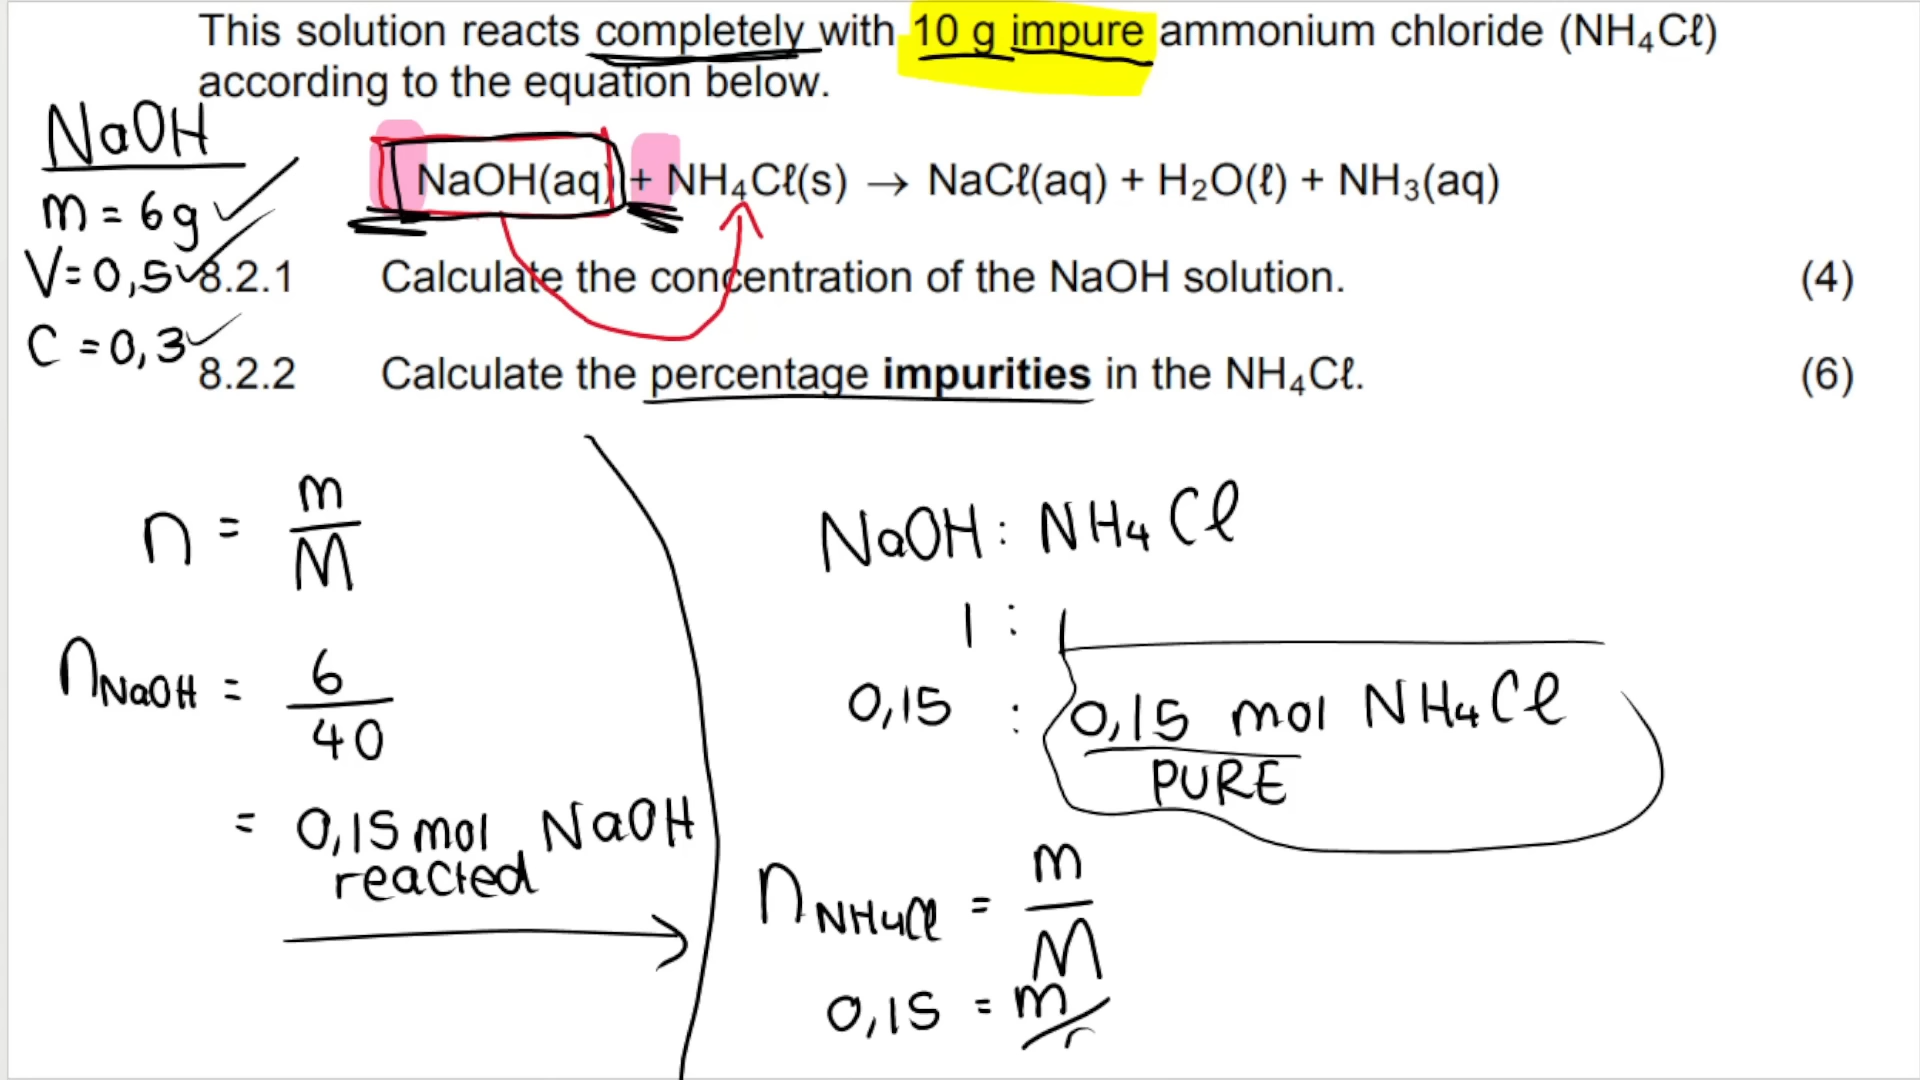 This solution reacts completely with 10 g impure ammonium chloride (NH₄Cℓ)
according to the equation below.
NaOH
m = 6g
V = 0,5
C = 0,3
NaOH(aq) + NH₄Cℓ(s) → NaCℓ(aq) + H₂O(ℓ) + NH₃(aq)
8.2.1 Calculate the concentration of the NaOH solution. (4)
8.2.2 Calculate the percentage impurities in the NH₄Cℓ. (6)
n = m/M
nNaOH = 6/40
= 0,15 mol NaOH
reacted
NaOH : NH₄Cℓ
1 : 1
0,15 : 0,15 mol NH₄Cℓ
PURE
nNH₄Cℓ = m/M
0,15 = m/